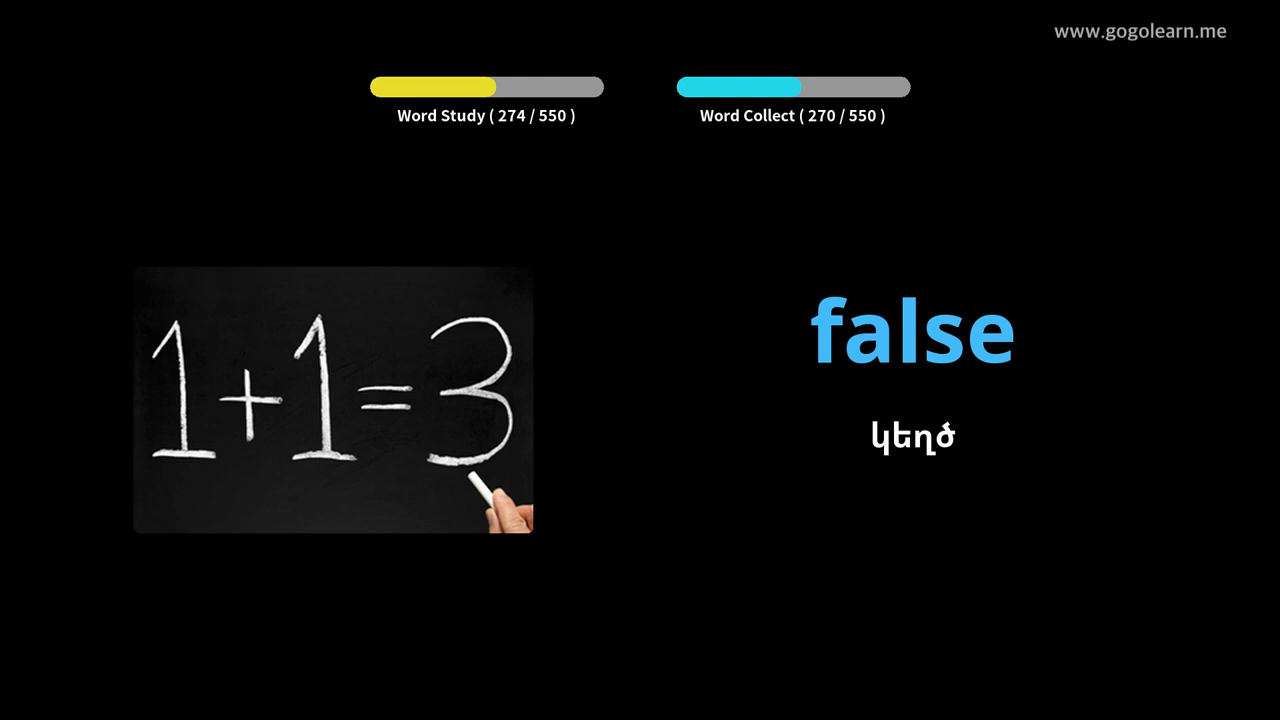 www.gogolearn.me
Word Study ( 274 / 550 )
Word Collect ( 270 / 550 )
1+1=3
false
կեղծ